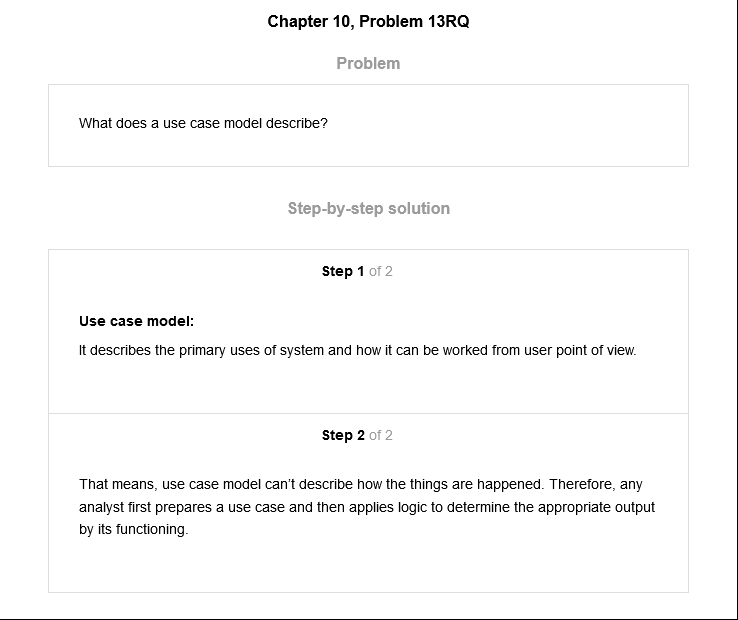 Chapter 10, Problem 13RQ
Problem
What does a use case model describe?
Step-by-step solution
Step 1 of 2
Use case model:
It describes the primary uses of system and how it can be worked from user point of view.
Step 2 of 2
That means, use case model can’t describe how the things are happened. Therefore, any
analyst first prepares a use case and then applies logic to determine the appropriate output
by its functioning.